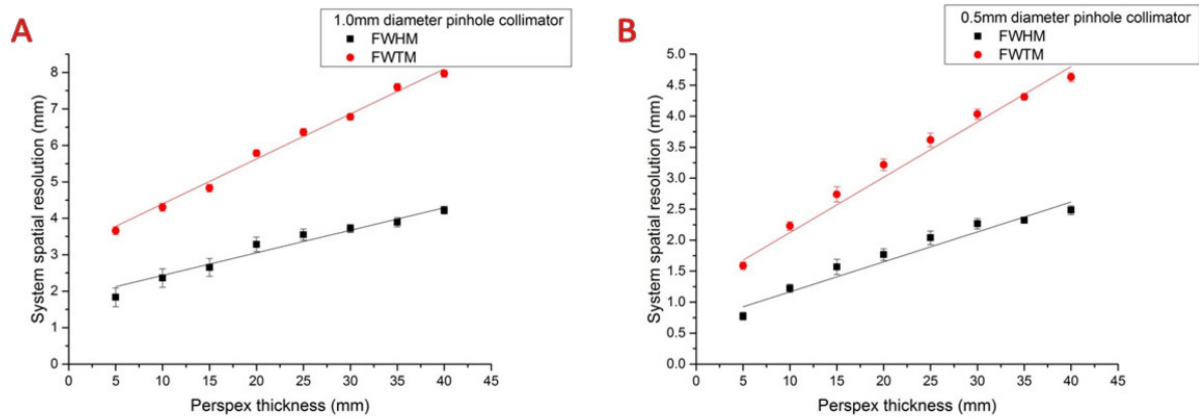 A
1.0mm diameter pinhole collimator
FWHM
FWTM
System spatial resolution (mm)
8
7
6
5
4
3
2
1
0
0 5 10 15 20 25 30 35 40 45
Perspex thickness (mm)
B
0.5mm diameter pinhole collimator
FWHM
FWTM
System spatial resolution (mm)
5.0
4.5
4.0
3.5
3.0
2.5
2.0
1.5
1.0
0.5
0.0
0 5 10 15 20 25 30 35 40 45
Perspex thickness (mm)